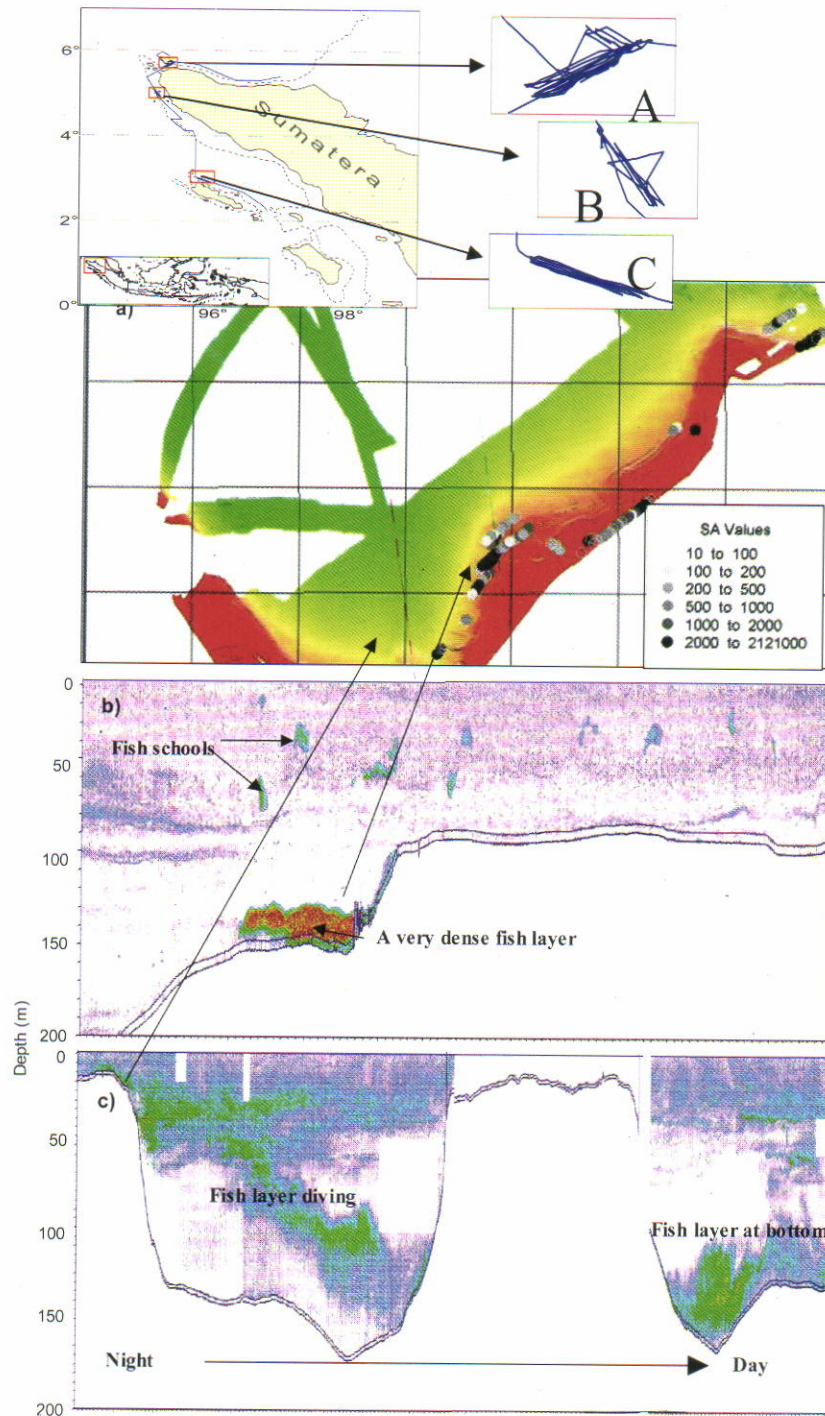 6°
4°
2°
0°
96°
98°
Sumatera
A
B
C
a)
SA Values
10 to 100
100 to 200
200 to 500
500 to 1000
1000 to 2000
2000 to 2121000
b)
0
50
100
150
200
Fish schools
A very dense fish layer
Depth (m)
c)
0
50
100
150
200
Fish layer diving
Fish layer at bottom
Night
Day